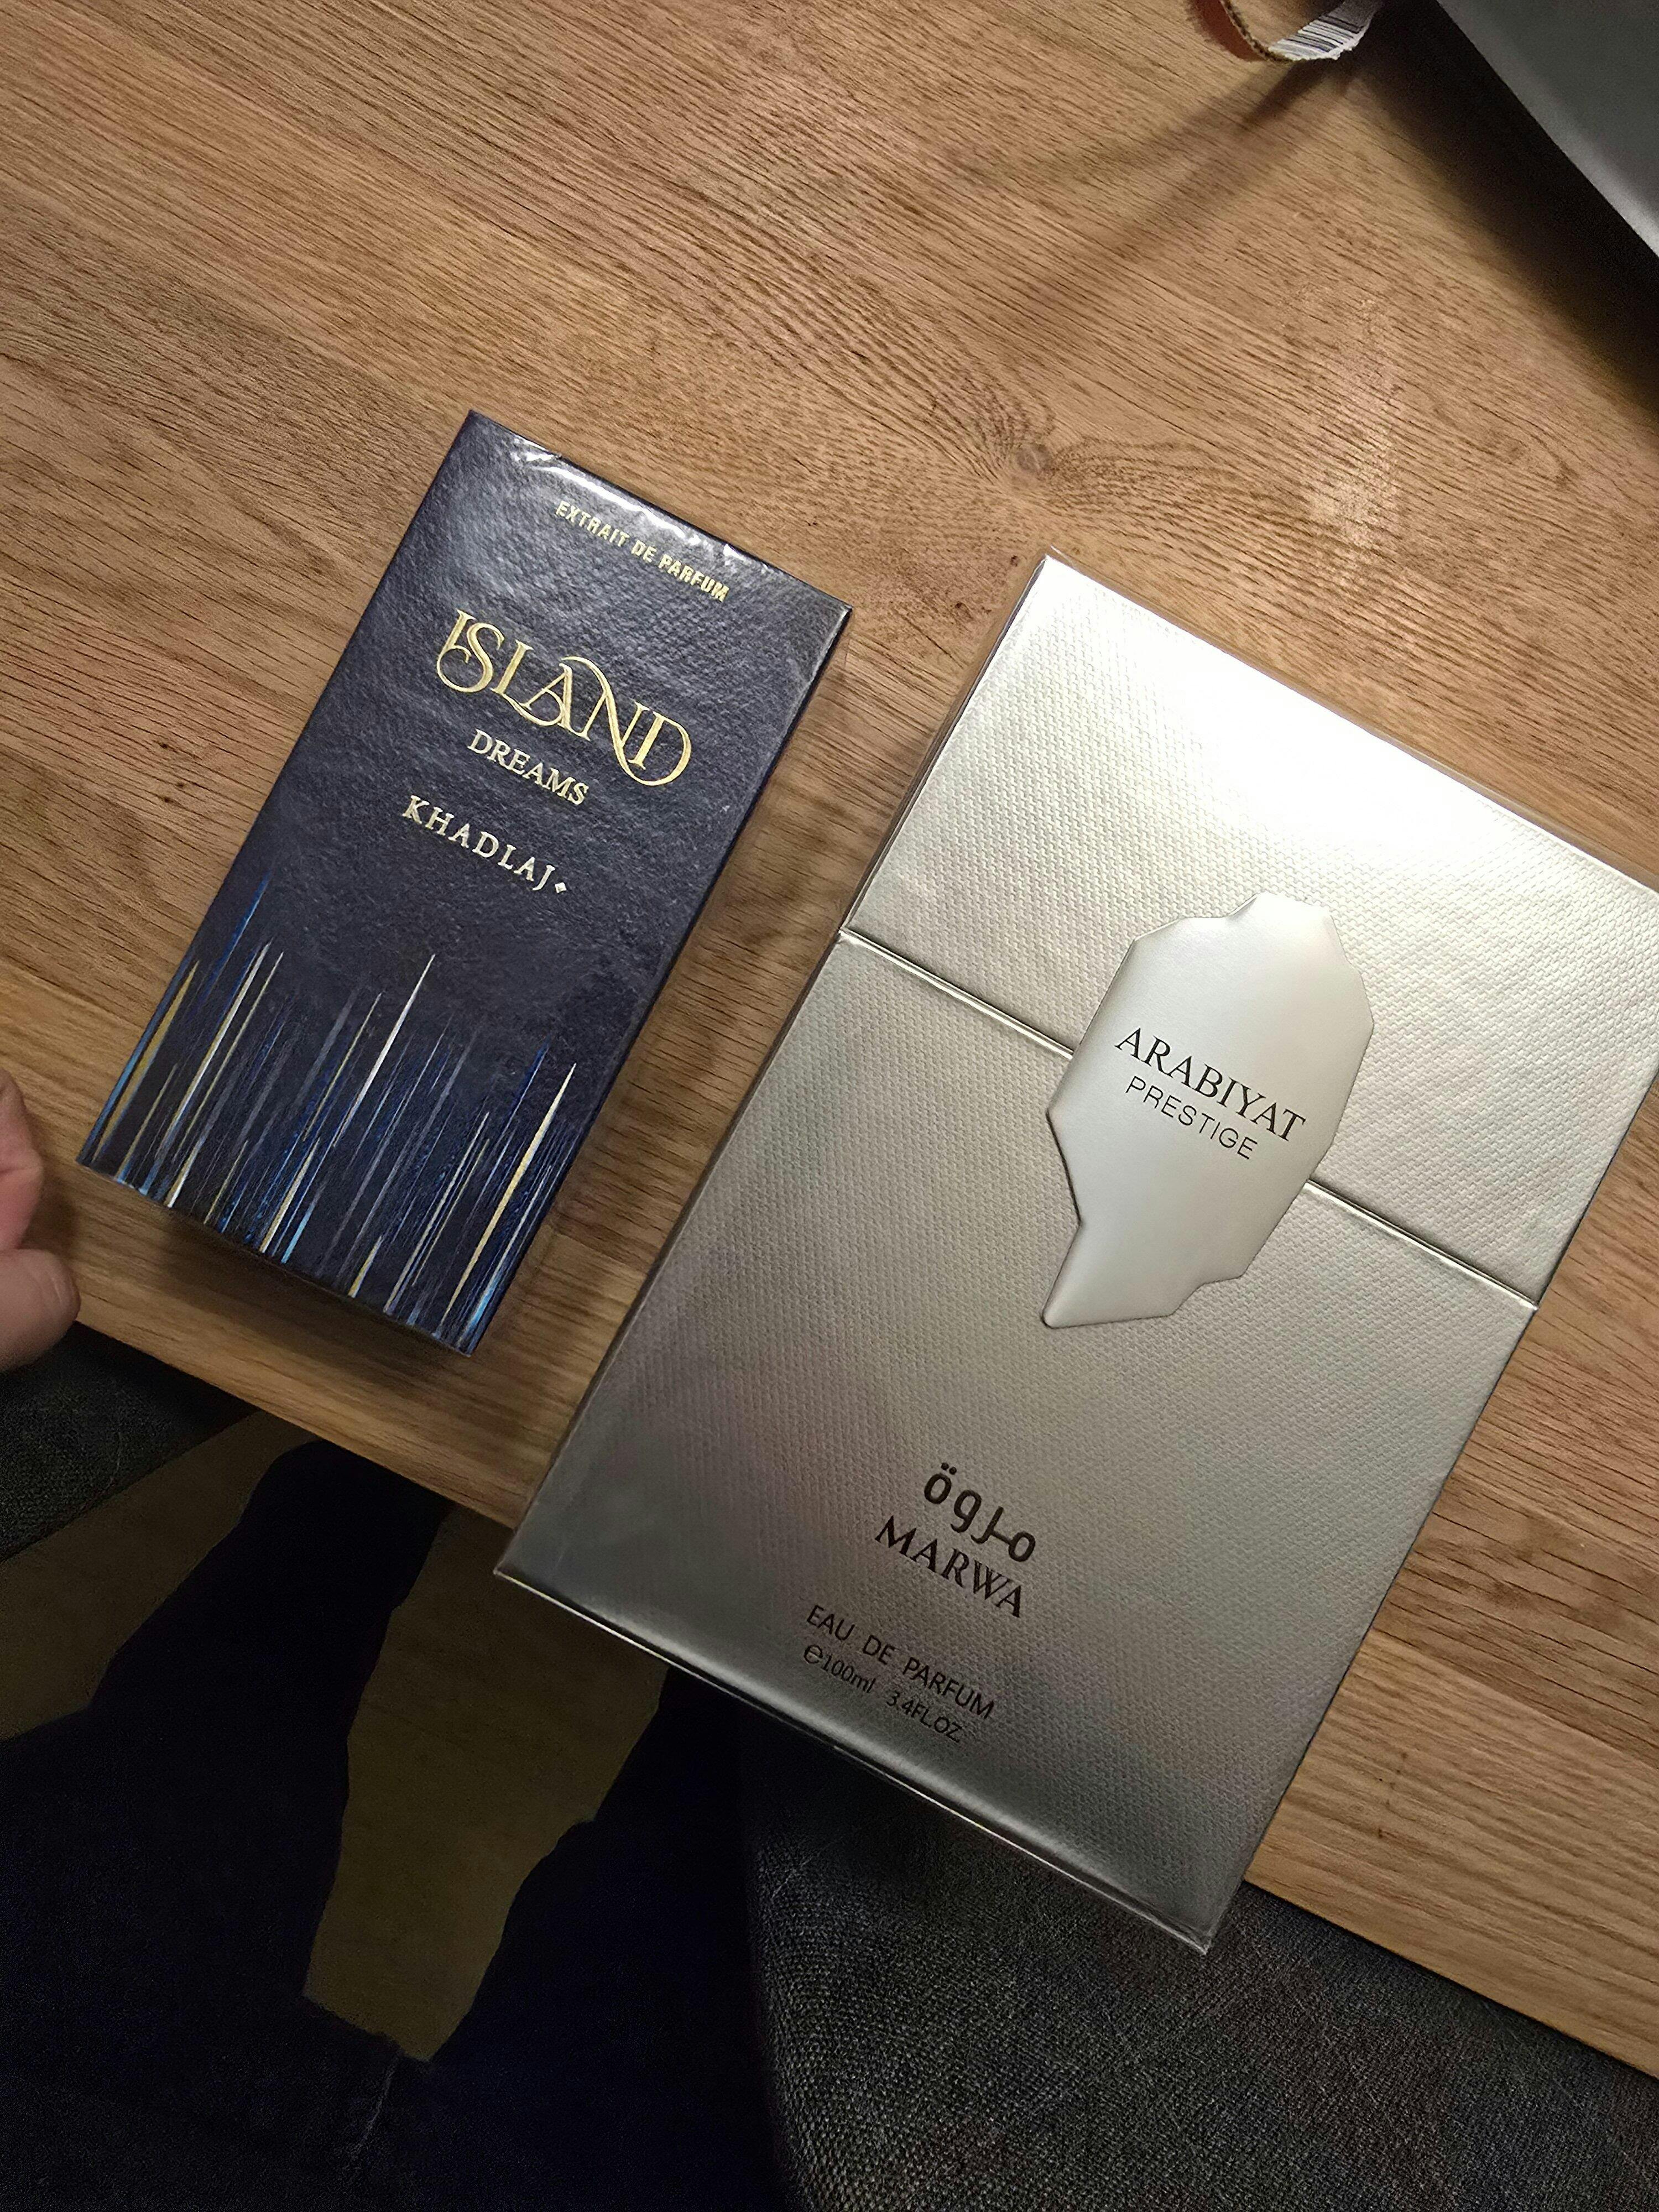 EXTRAIT DE PARFUM
ISLAND
DREAMS
KHADLAJ
ARABIYAT
PRESTIGE
مروة
MARWA
EAU DE PARFUM
℮100ml 3.4FL.OZ.